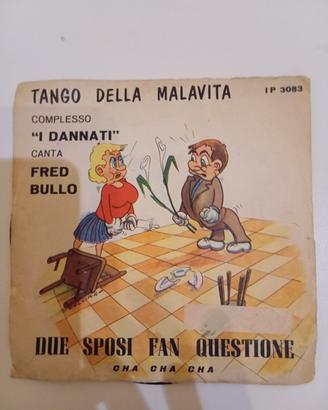 TANGO DELLA MALAVITA
IP 3083
COMPLESSO
"I DANNATI"
CANTA
FRED
BULLO
DUE SPOSI FAN QUESTIONE
CHA CHA CHA